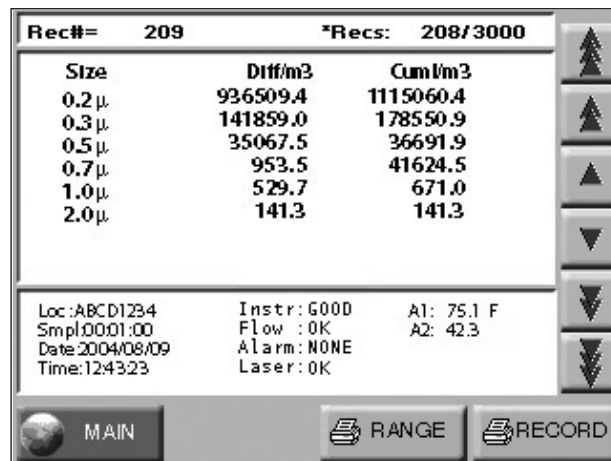 Rec#= 209 *Recs: 208/3000
Size Diff/m3 Cuml/m3
0.2µ 936509.4 1115060.4
0.3µ 141859.0 178550.9
0.5µ 35067.5 36691.9
0.7µ 953.5 41624.5
1.0µ 529.7 671.0
2.0µ 141.3 141.3
Loc:ABCD1234 Instr:GOOD A1: 75.1 F
Smpl:00:01:00 Flow :OK A2: 42.3
Date:2004/08/09 Alarm:NONE
Time:12:43:23 Laser:OK
MAIN RANGE RECORD